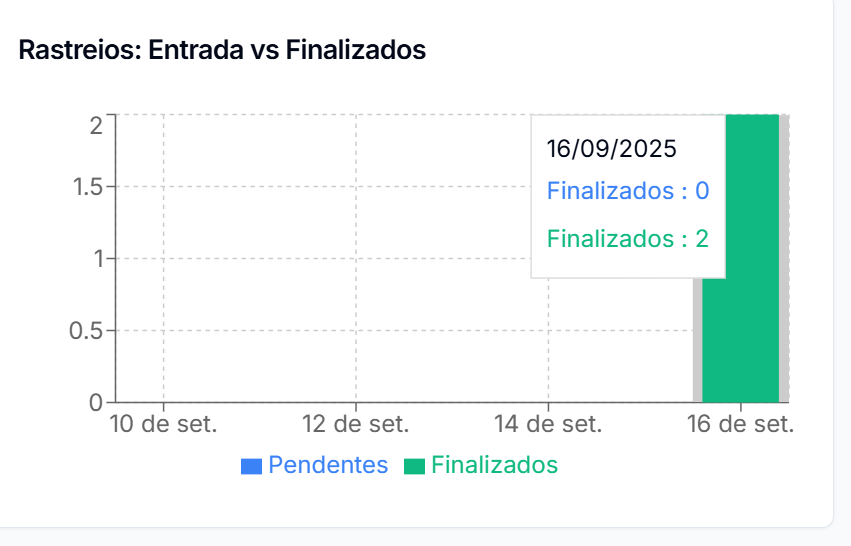 Rastreios: Entrada vs Finalizados
2
1.5
1
0.5
0
16/09/2025
Finalizados : 0
Finalizados : 2
10 de set. 12 de set. 14 de set. 16 de set.
Pendentes Finalizados